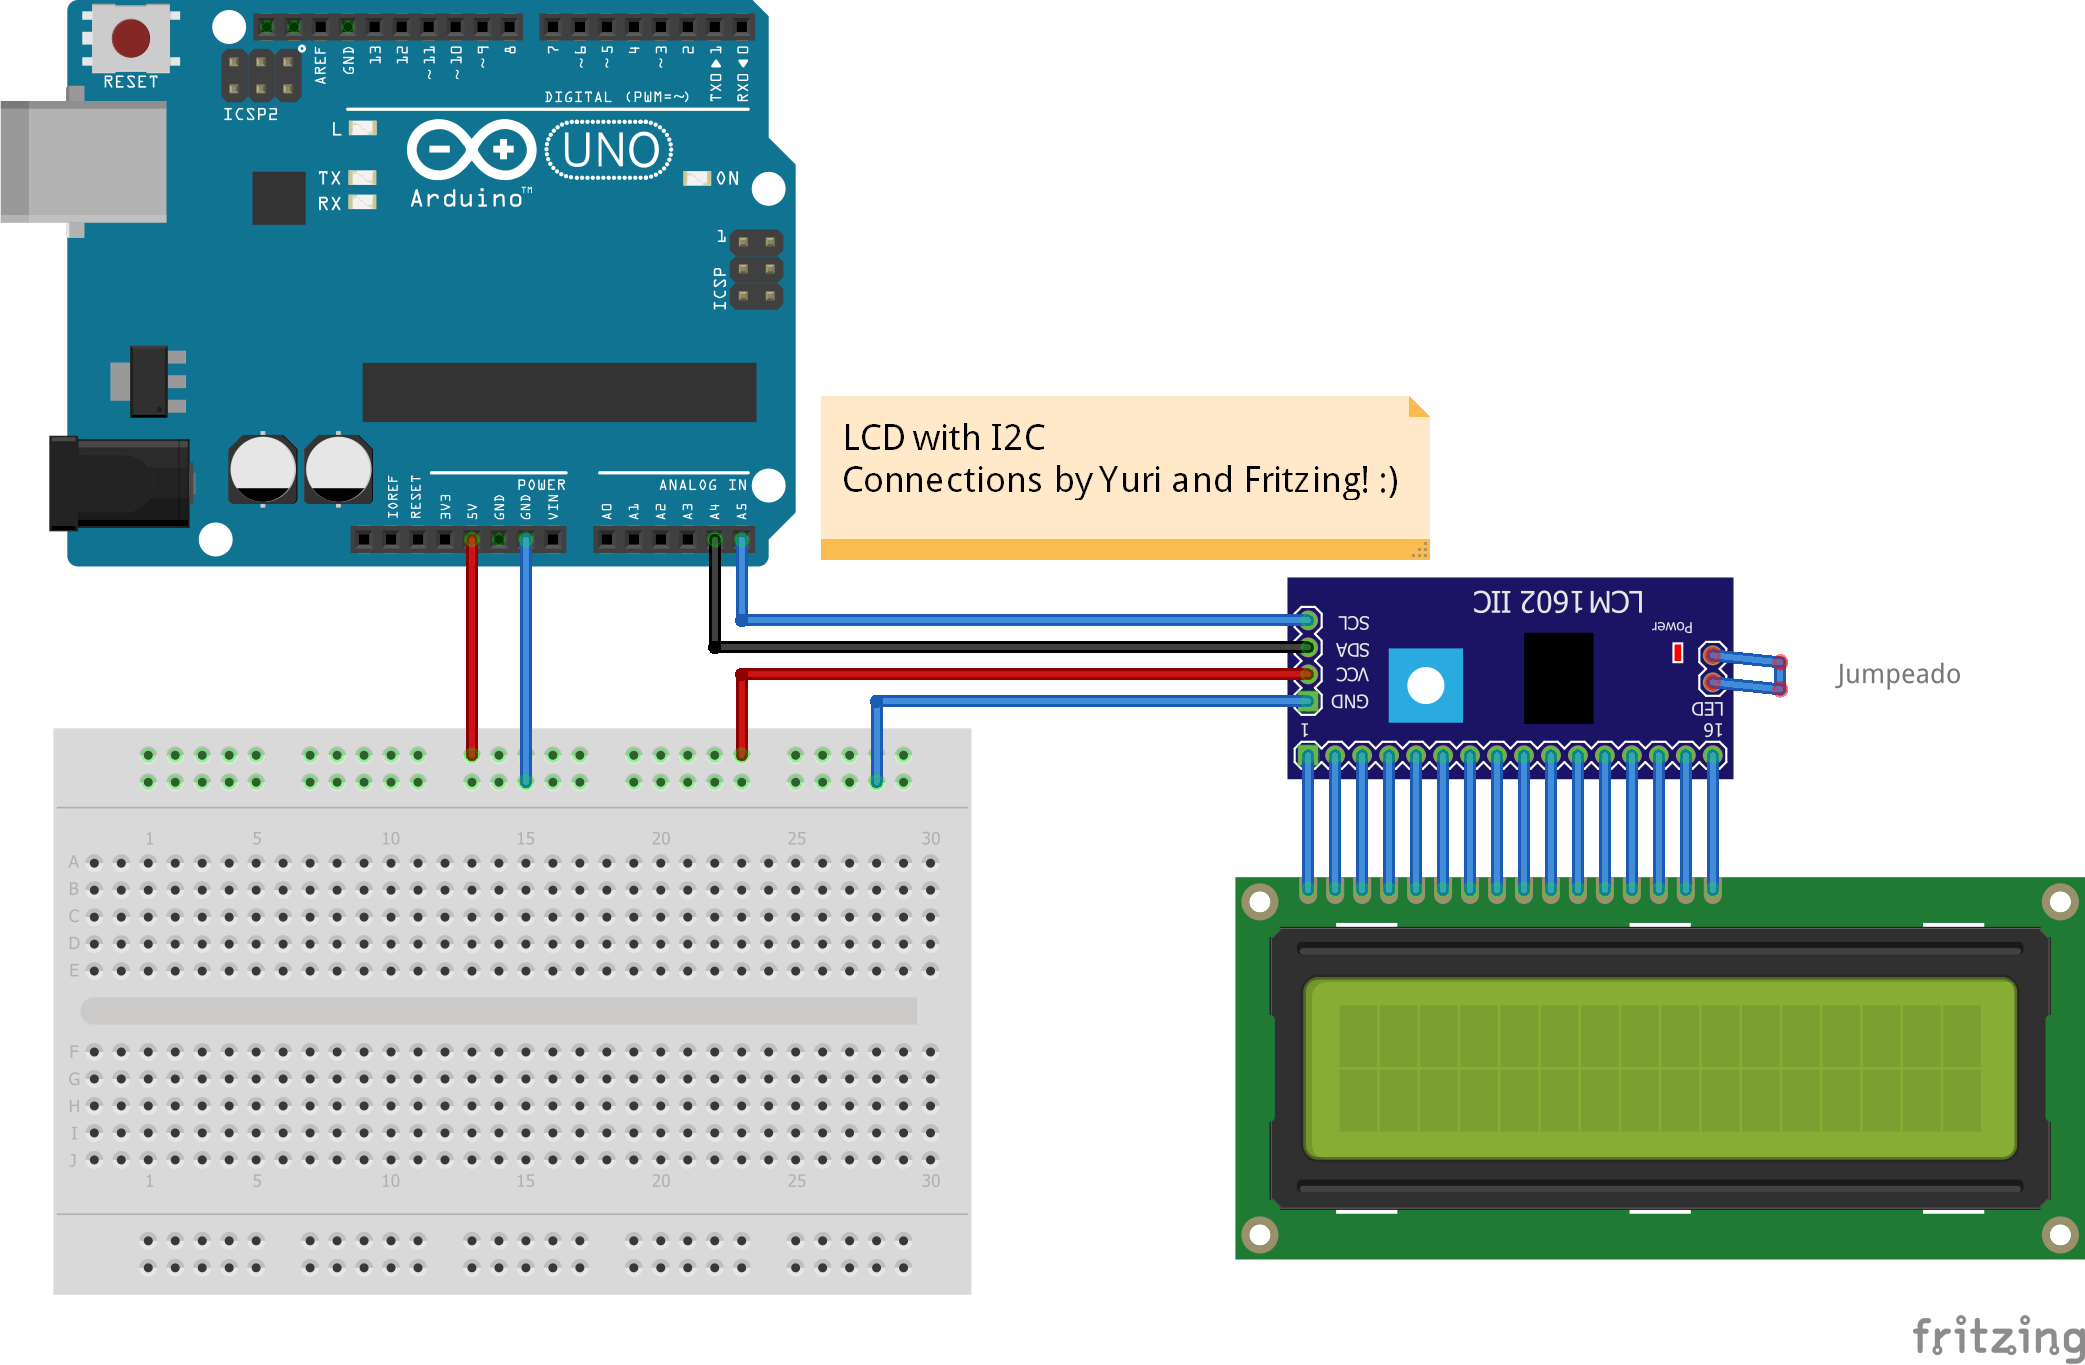 RESET
ICSP2
AREF
GND
13
12
~11
~10
~9
8
7
~6
~5
4
~3
2
TX0▶1
RX0◀0
DIGITAL (PWM=~)
L
TX
RX
Arduino™
UNO
ON
1
ICSP
IOREF
RESET
3V3
5V
GND
GND
VIN
POWER
ANALOG IN
A0
A1
A2
A3
A4
A5
LCD with I2C
Connections by Yuri and Fritzing! :)
LCM1602 IIC
SCL
SDA
VCC
GND
Power
LED
1
16
Jumpeado
1 5 10 15 20 25 30
A
B
C
D
E
F
G
H
I
J
1 5 10 15 20 25 30
fritzing